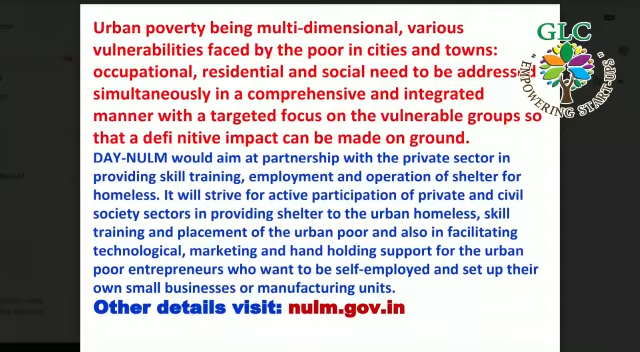 Urban poverty being multi-dimensional, various
vulnerabilities faced by the poor in cities and towns:
occupational, residential and social need to be addresse
simultaneously in a comprehensive and integrated
manner with a targeted focus on the vulnerable groups so
that a defi nitive impact can be made on ground.
DAY-NULM would aim at partnership with the private sector in
providing skill training, employment and operation of shelter for
homeless. It will strive for active participation of private and civil
society sectors in providing shelter to the urban homeless, skill
training and placement of the urban poor and also in facilitating
technological, marketing and hand holding support for the urban
poor entrepreneurs who want to be self-employed and set up their
own small businesses or manufacturing units.
Other details visit: nulm.gov.in
GLC
"EMPOWERING START-UPS"